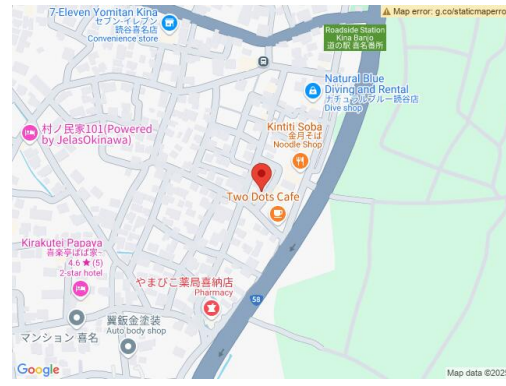 Map error: g.co/staticmaperro
7-Eleven Yomitan Kina
セブン-イレブン
読谷喜名店
Convenience store
Roadside Station
Kina Banjo
道の駅 喜名番所
Natural Blue
Diving and Rental
ナチュラルブルー読谷店
Dive shop
村ノ民家101(Powered
by JelasOkinawa)
Kintiti Soba
金月そば
Noodle Shop
Two Dots Cafe
Kirakutei Papaya
喜楽亭ぱぱ家~
4.6 ★ (5)
2-star hotel
やまびこ薬局喜納店
Pharmacy
58
翼鈑金塗装
Auto body shop
マンション 喜名
Google
Map data ©2025